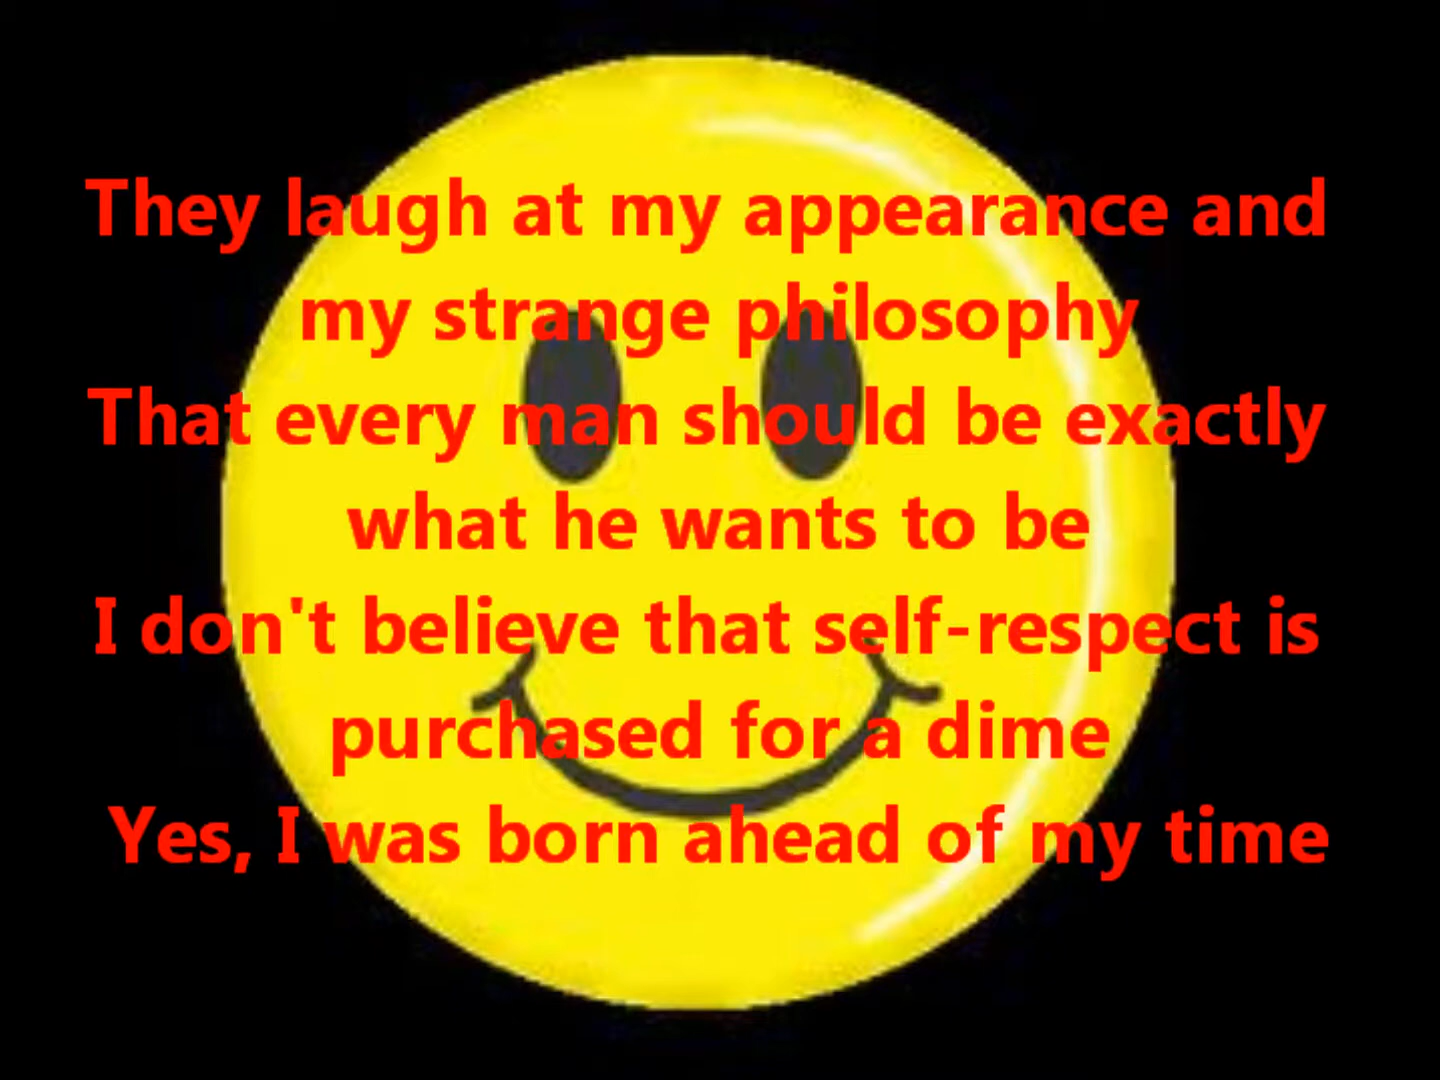 They laugh at my appearance and
my strange philosophy
That every man should be exactly
what he wants to be
I don't believe that self-respect is
purchased for a dime
Yes, I was born ahead of my time